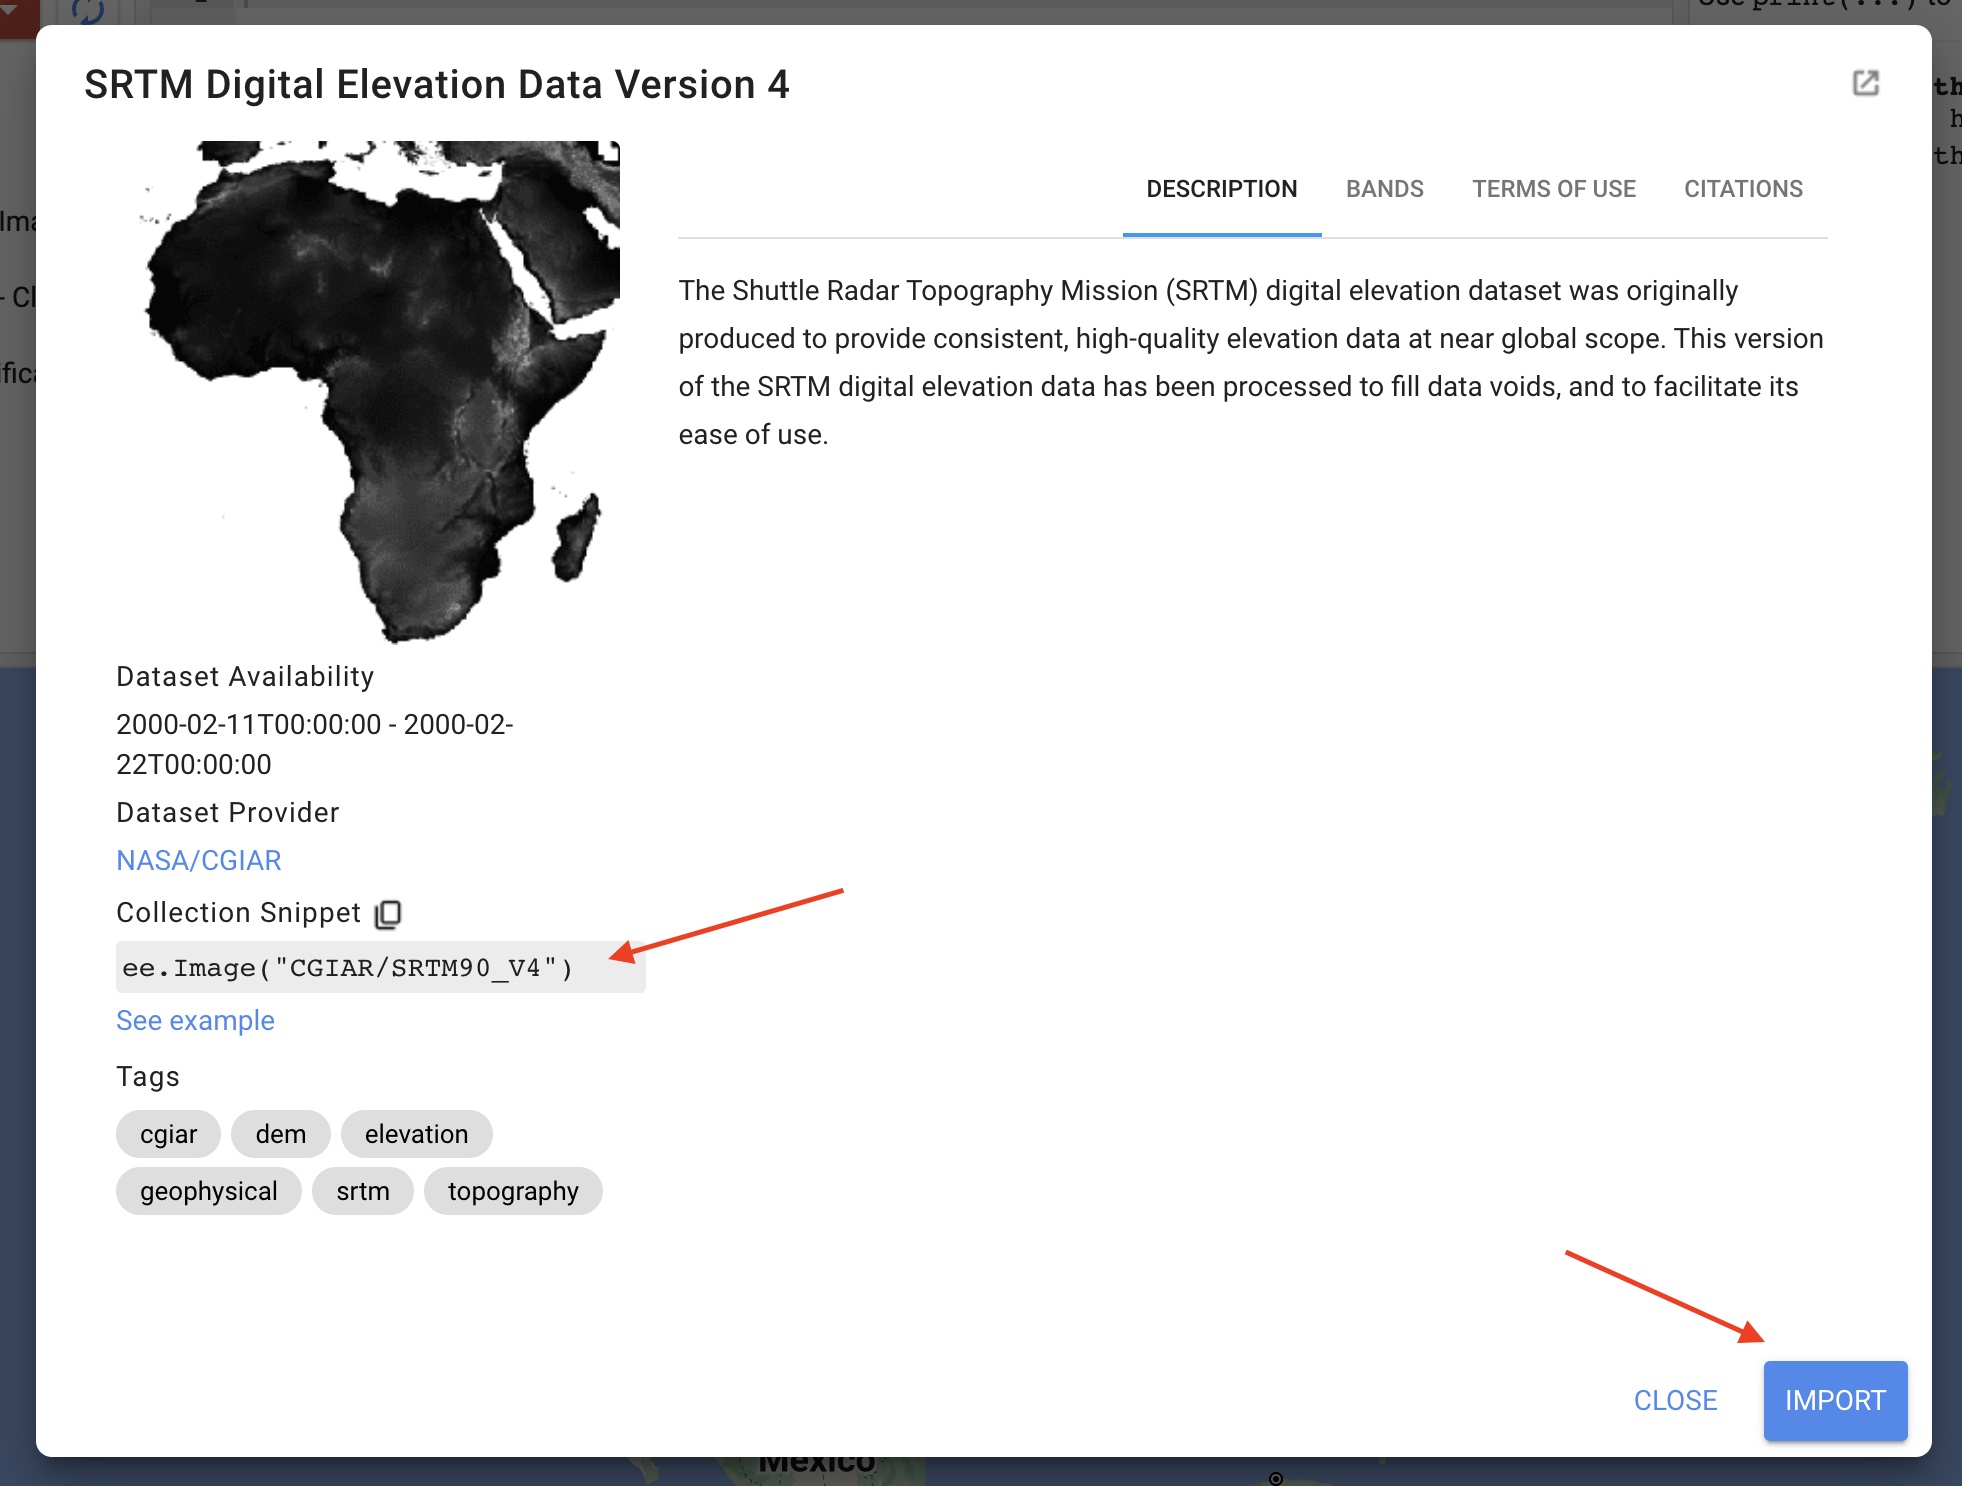 SRTM Digital Elevation Data Version 4
DESCRIPTION BANDS TERMS OF USE CITATIONS
The Shuttle Radar Topography Mission (SRTM) digital elevation dataset was originally
produced to provide consistent, high-quality elevation data at near global scope. This version
of the SRTM digital elevation data has been processed to fill data voids, and to facilitate its
ease of use.
Dataset Availability
2000-02-11T00:00:00 - 2000-02-
22T00:00:00
Dataset Provider
NASA/CGIAR
Collection Snippet
ee.Image("CGIAR/SRTM90_V4")
See example
Tags
cgiar dem elevation
geophysical srtm topography
CLOSE IMPORT
Mexico